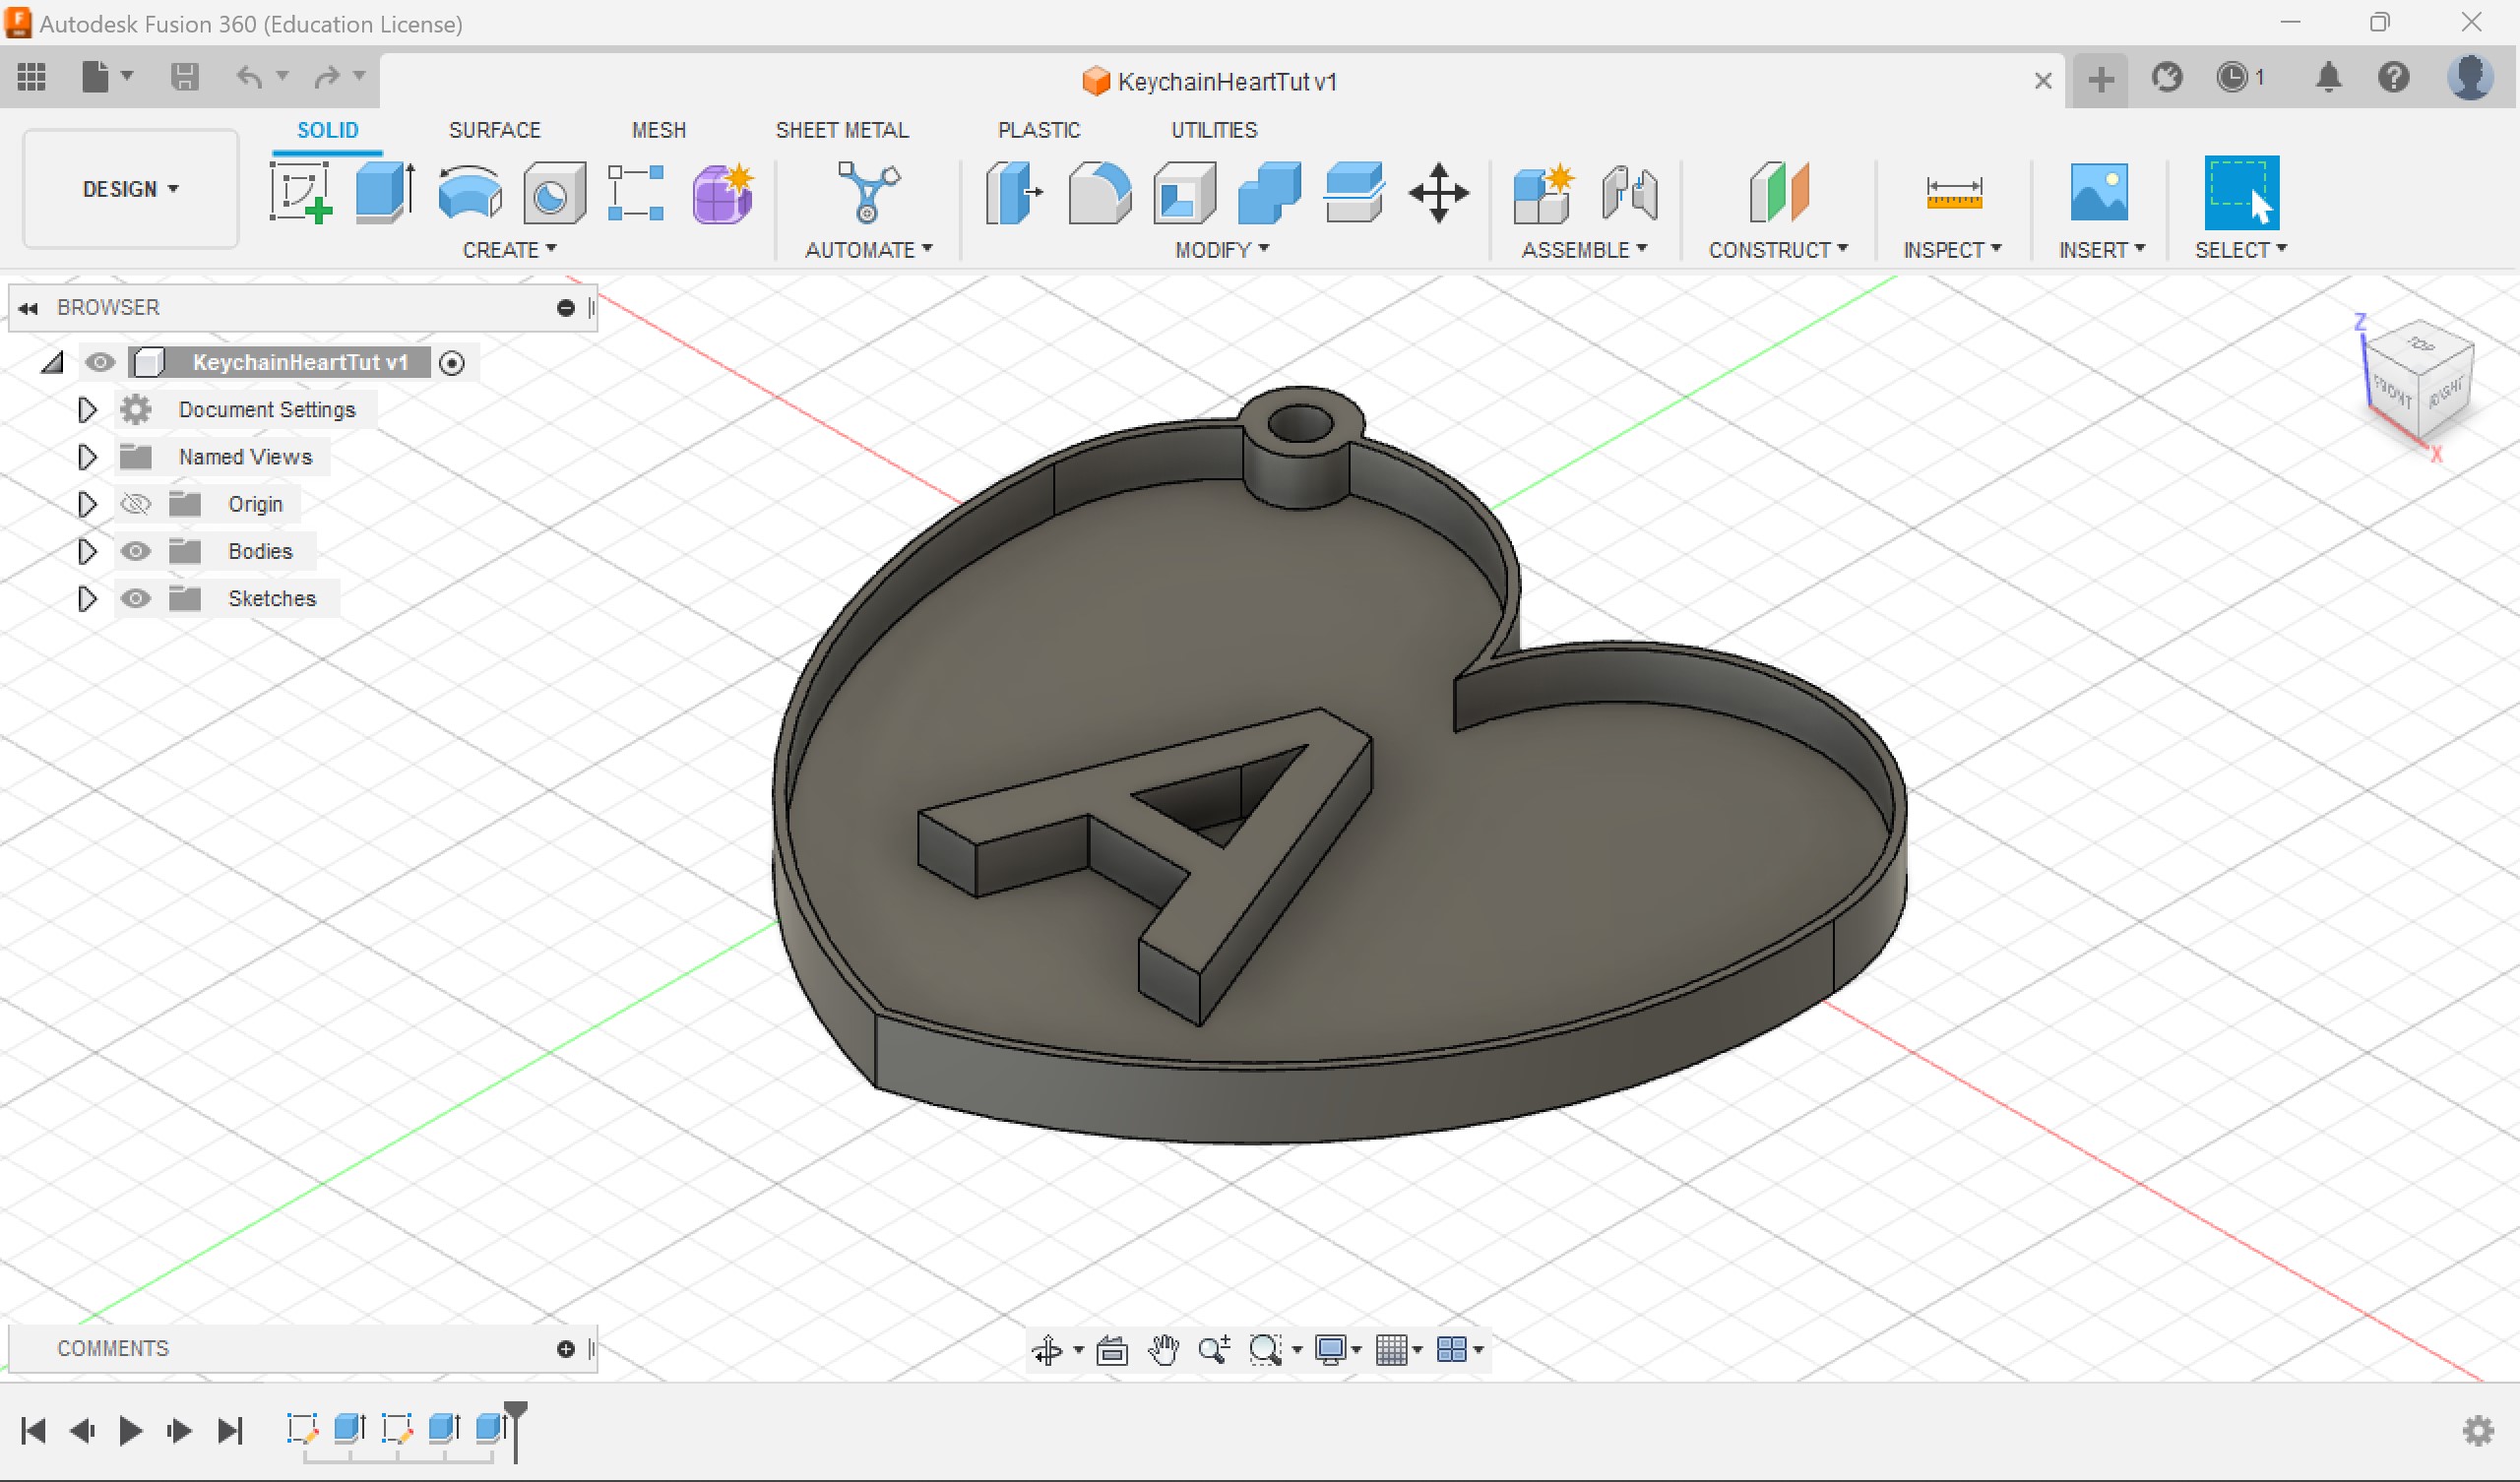 Autodesk Fusion 360 (Education License)
KeychainHeartTut v1
1
SOLID SURFACE MESH SHEET METAL PLASTIC UTILITIES
DESIGN
CREATE AUTOMATE MODIFY ASSEMBLE CONSTRUCT INSPECT INSERT SELECT
BROWSER
KeychainHeartTut v1
Document Settings
Named Views
Origin
Bodies
Sketches
Z
TOP
FRONT RIGHT
X
A
COMMENTS